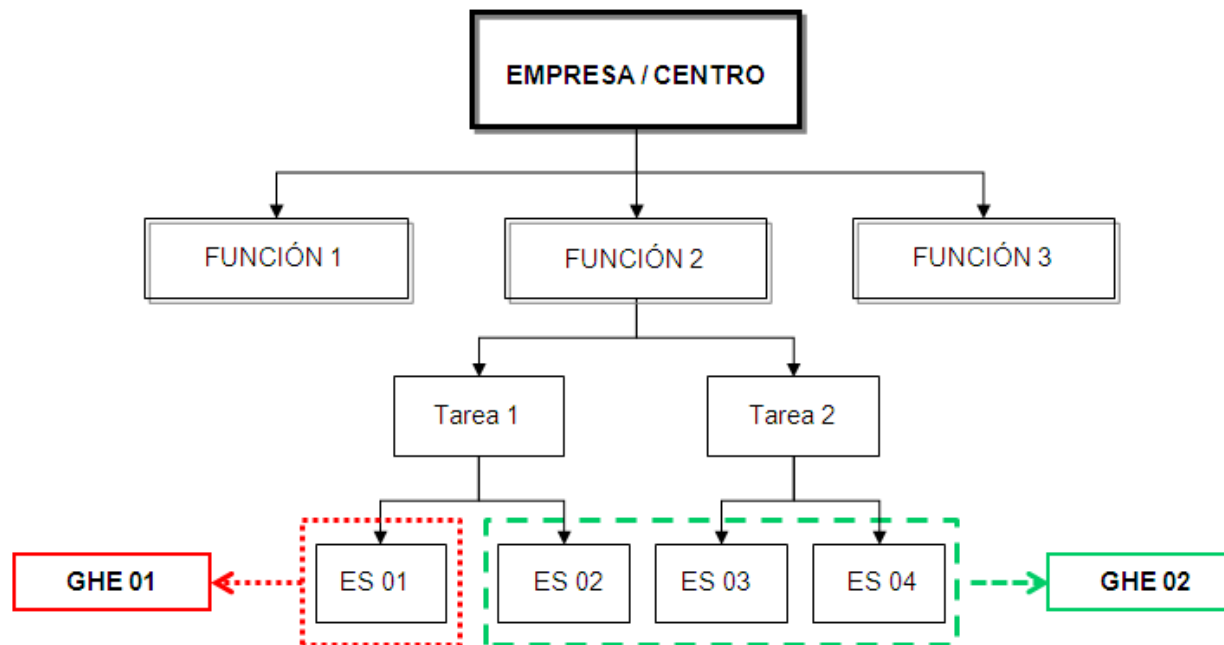 EMPRESA / CENTRO
FUNCIÓN 1
FUNCIÓN 2
FUNCIÓN 3
Tarea 1
Tarea 2
GHE 01
ES 01
ES 02
ES 03
ES 04
GHE 02